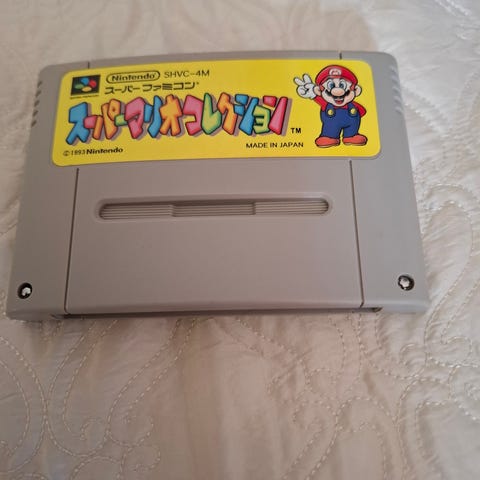 Nintendo SHVC-4M
スーパーファミコン
スーパーマリオコレクション ™
©1993 Nintendo
MADE IN JAPAN